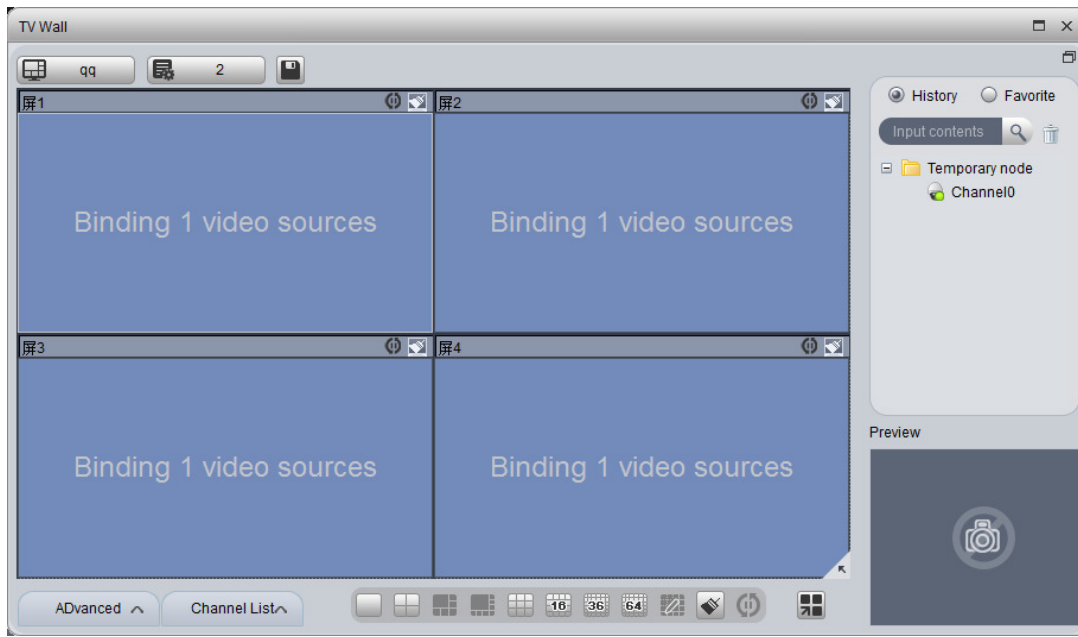 TV Wall
qq
2
屏1
屏2
History
Favorite
Input contents
Temporary node
Channel0
Binding 1 video sources
Binding 1 video sources
屏3
屏4
Binding 1 video sources
Binding 1 video sources
Preview
ADvanced
Channel List
16
36
64